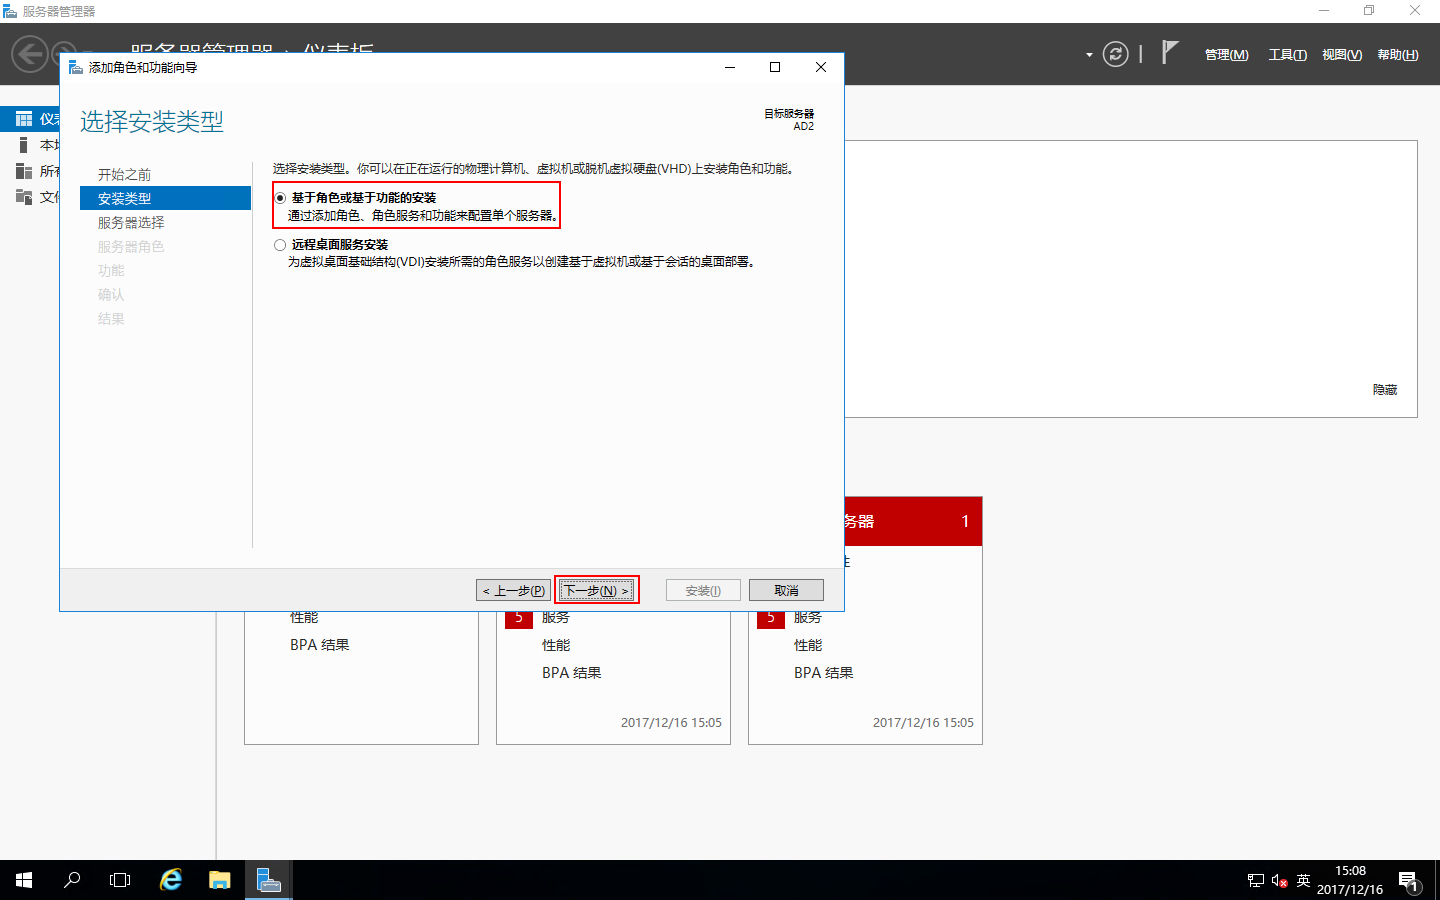 服务器管理器
服务器管理器 · 仪表板
管理(M) 工具(T) 视图(V) 帮助(H)
添加角色和功能向导
选择安装类型
目标服务器
AD2
开始之前
安装类型
服务器选择
服务器角色
功能
确认
结果
选择安装类型。你可以在正在运行的物理计算机、虚拟机或脱机虚拟硬盘(VHD)上安装角色和功能。
基于角色或基于功能的安装
通过添加角色、角色服务和功能来配置单个服务器。
远程桌面服务安装
为虚拟桌面基础结构(VDI)安装所需的角色服务以创建基于虚拟机或基于会话的桌面部署。
< 上一步(P) 下一步(N) > 安装(I) 取消
仪
本
所
文
隐藏
务器 1
性能
BPA 结果
5 服务
性能
BPA 结果
2017/12/16 15:05
5 服务
性能
BPA 结果
2017/12/16 15:05
英
15:08
2017/12/16
1